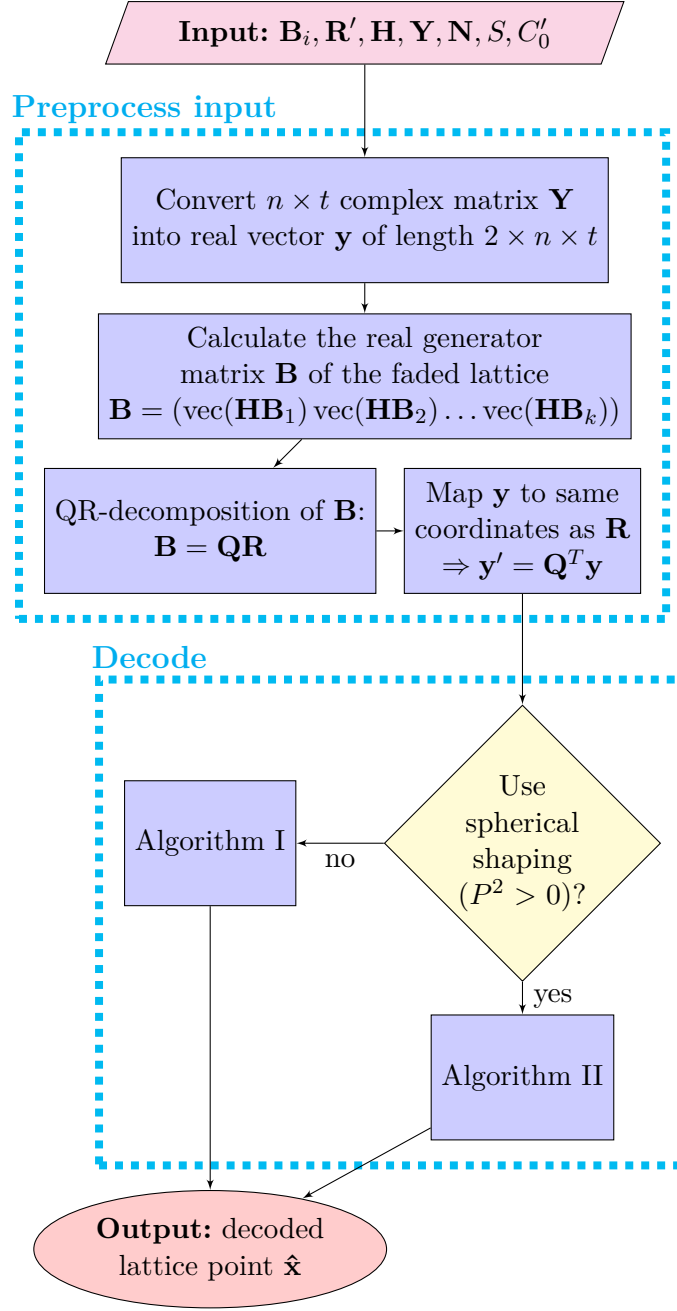 Input: B_i, R′, H, Y, N, S, C′_0
Preprocess input
Convert n × t complex matrix Y
into real vector y of length 2 × n × t
Calculate the real generator
matrix B of the faded lattice
B = (vec(HB_1) vec(HB_2) … vec(HB_k))
QR-decomposition of B:
B = QR
Map y to same
coordinates as R
⇒ y′ = Q^T y
Decode
Use
spherical
shaping
(P^2 > 0)?
no
Algorithm I
yes
Algorithm II
Output: decoded
lattice point x̂